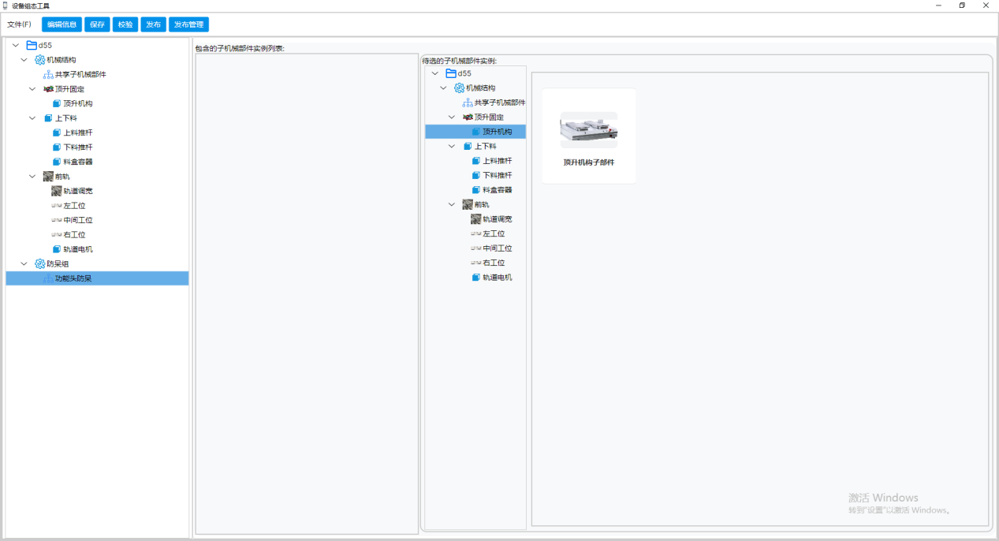 设备组态工具
文件(F) 编辑信息 保存 校验 发布 发布管理
d55
机械结构
共享子机械部件
顶升固定
顶升机构
上下料
上料推杆
下料推杆
料盒容器
前轨
轨道调宽
左工位
中间工位
右工位
轨道电机
防呆组
功能头防呆
包含的子机械部件实例列表:
待选的子机械部件实例:
d55
机械结构
共享子机械部件
顶升固定
顶升机构
上下料
上料推杆
下料推杆
料盒容器
前轨
轨道调宽
左工位
中间工位
右工位
轨道电机
顶升机构子部件
激活 Windows
转到"设置"以激活 Windows。